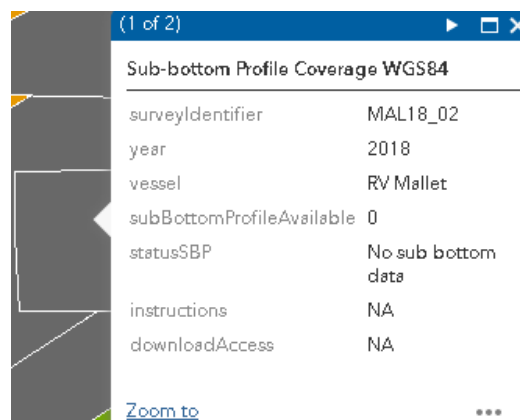 (1 of 2)
Sub-bottom Profile Coverage WGS84
surveyIdentifier MAL18_02
year 2018
vessel RV Mallet
subBottomProfileAvailable 0
statusSBP No sub bottom
data
instructions NA
downloadAccess NA
Zoom to